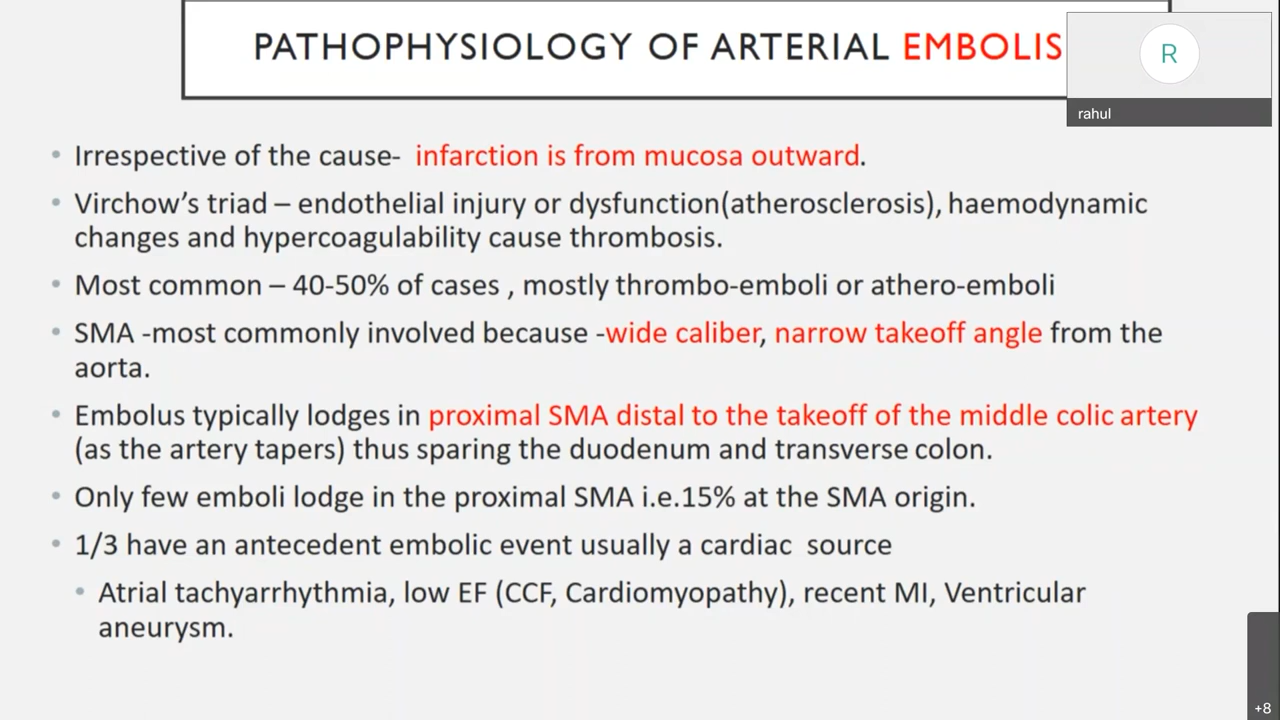 PATHOPHYSIOLOGY OF ARTERIAL EMBOLIS
R
rahul
• Irrespective of the cause- infarction is from mucosa outward.
• Virchow’s triad – endothelial injury or dysfunction(atherosclerosis), haemodynamic
changes and hypercoagulability cause thrombosis.
• Most common – 40-50% of cases , mostly thrombo-emboli or athero-emboli
• SMA -most commonly involved because -wide caliber, narrow takeoff angle from the
aorta.
• Embolus typically lodges in proximal SMA distal to the takeoff of the middle colic artery
(as the artery tapers) thus sparing the duodenum and transverse colon.
• Only few emboli lodge in the proximal SMA i.e.15% at the SMA origin.
• 1/3 have an antecedent embolic event usually a cardiac source
• Atrial tachyarrhythmia, low EF (CCF, Cardiomyopathy), recent MI, Ventricular
aneurysm.
+8